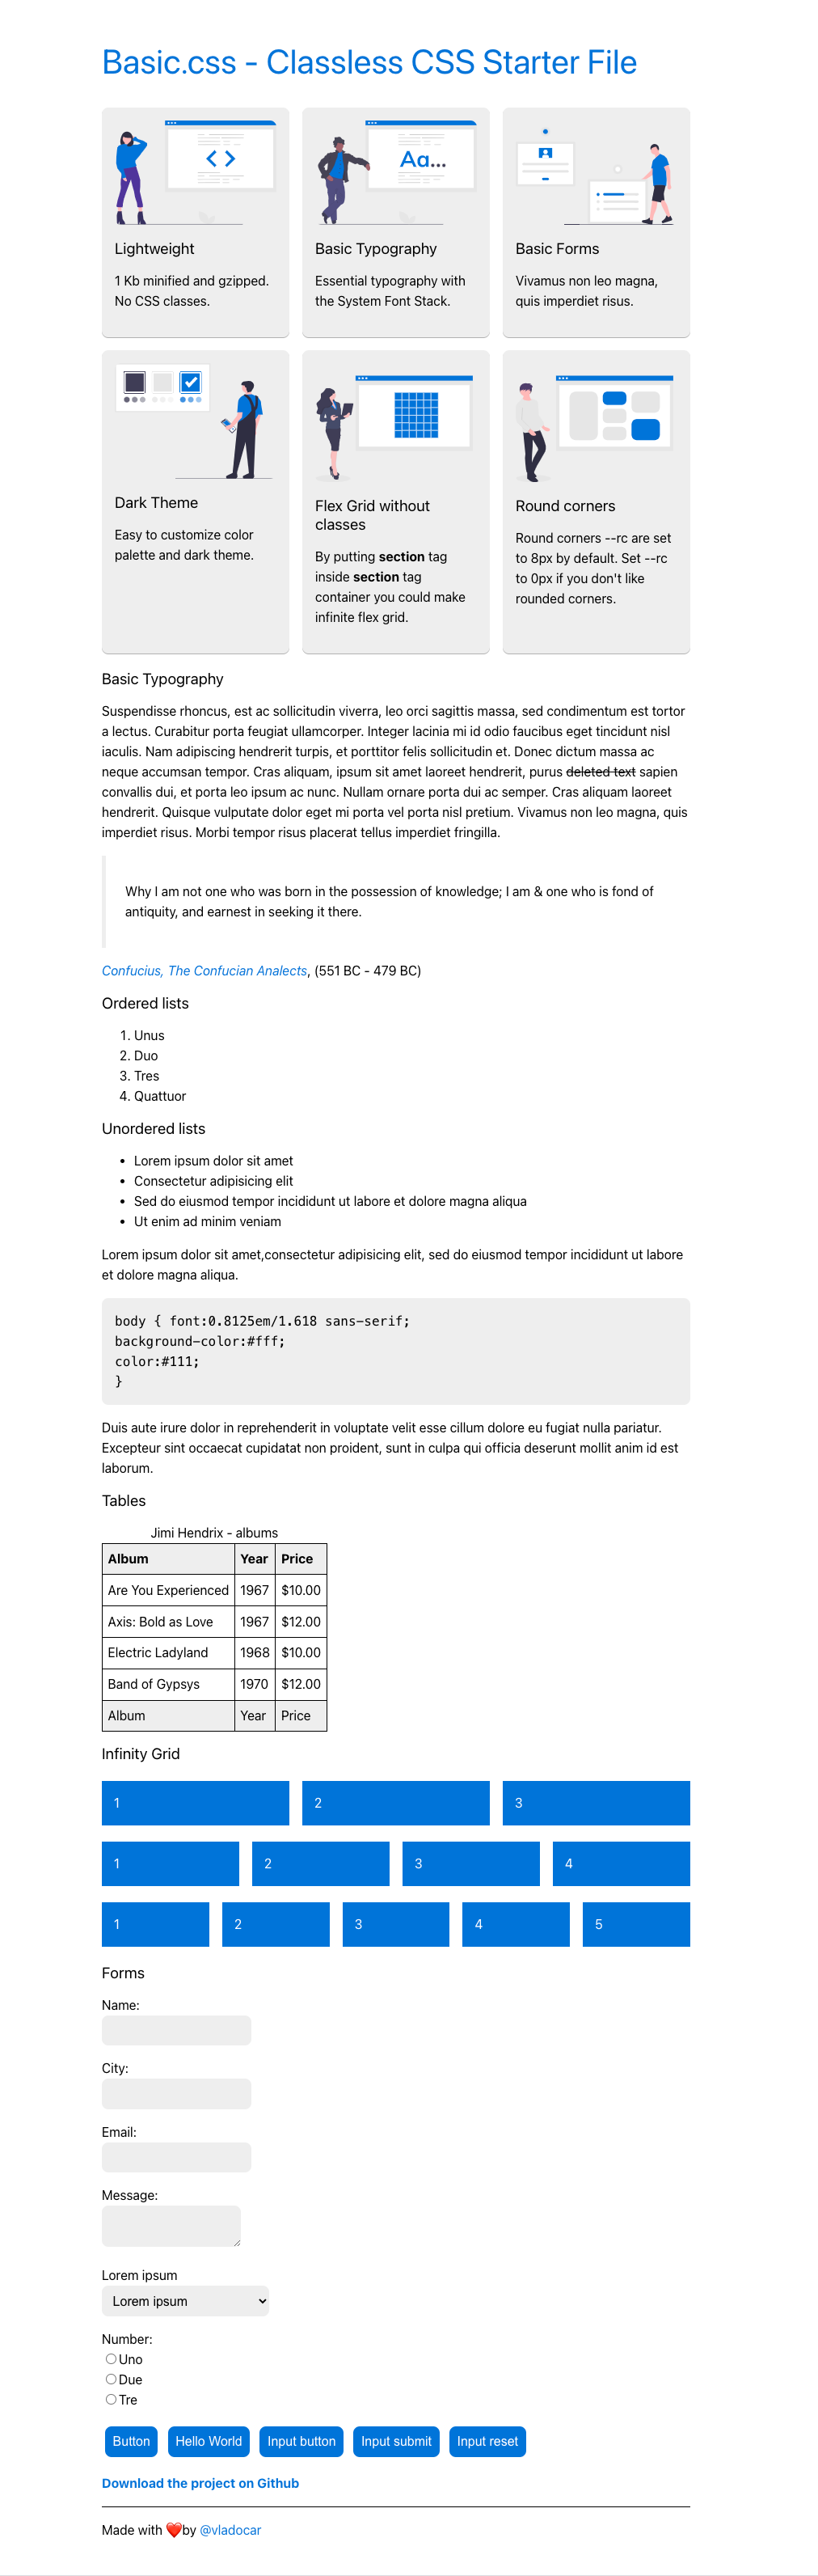 Basic.css - Classless CSS Starter File
Aa...
Lightweight
1 Kb minified and gzipped.
No CSS classes.
Basic Typography
Essential typography with
the System Font Stack.
Basic Forms
Vivamus non leo magna,
quis imperdiet risus.
Dark Theme
Easy to customize color
palette and dark theme.
Flex Grid without
classes
By putting section tag
inside section tag
container you could make
infinite flex grid.
Round corners
Round corners --rc are set
to 8px by default. Set --rc
to 0px if you don't like
rounded corners.
Basic Typography
Suspendisse rhoncus, est ac sollicitudin viverra, leo orci sagittis massa, sed condimentum est tortor
a lectus. Curabitur porta feugiat ullamcorper. Integer lacinia mi id odio faucibus eget tincidunt nisl
iaculis. Nam adipiscing hendrerit turpis, et porttitor felis sollicitudin et. Donec dictum massa ac
neque accumsan tempor. Cras aliquam, ipsum sit amet laoreet hendrerit, purus deleted text sapien
convallis dui, et porta leo ipsum ac nunc. Nullam ornare porta dui ac semper. Cras aliquam laoreet
hendrerit. Quisque vulputate dolor eget mi porta vel porta nisl pretium. Vivamus non leo magna, quis
imperdiet risus. Morbi tempor risus placerat tellus imperdiet fringilla.
Why I am not one who was born in the possession of knowledge; I am & one who is fond of
antiquity, and earnest in seeking it there.
Confucius, The Confucian Analects, (551 BC - 479 BC)
Ordered lists
1. Unus
2. Duo
3. Tres
4. Quattuor
Unordered lists
• Lorem ipsum dolor sit amet
• Consectetur adipisicing elit
• Sed do eiusmod tempor incididunt ut labore et dolore magna aliqua
• Ut enim ad minim veniam
Lorem ipsum dolor sit amet,consectetur adipisicing elit, sed do eiusmod tempor incididunt ut labore
et dolore magna aliqua.
body { font:0.8125em/1.618 sans-serif;
background-color:#fff;
color:#111;
}
Duis aute irure dolor in reprehenderit in voluptate velit esse cillum dolore eu fugiat nulla pariatur.
Excepteur sint occaecat cupidatat non proident, sunt in culpa qui officia deserunt mollit anim id est
laborum.
Tables
Jimi Hendrix - albums
Album Year Price
Are You Experienced 1967 $10.00
Axis: Bold as Love 1967 $12.00
Electric Ladyland 1968 $10.00
Band of Gypsys 1970 $12.00
Album Year Price
Infinity Grid
1 2 3
1 2 3 4
1 2 3 4 5
Forms
Name:
City:
Email:
Message:
Lorem ipsum
Lorem ipsum
Number:
Uno
Due
Tre
Button Hello World Input button Input submit Input reset
Download the project on Github
Made with ❤️by @vladocar